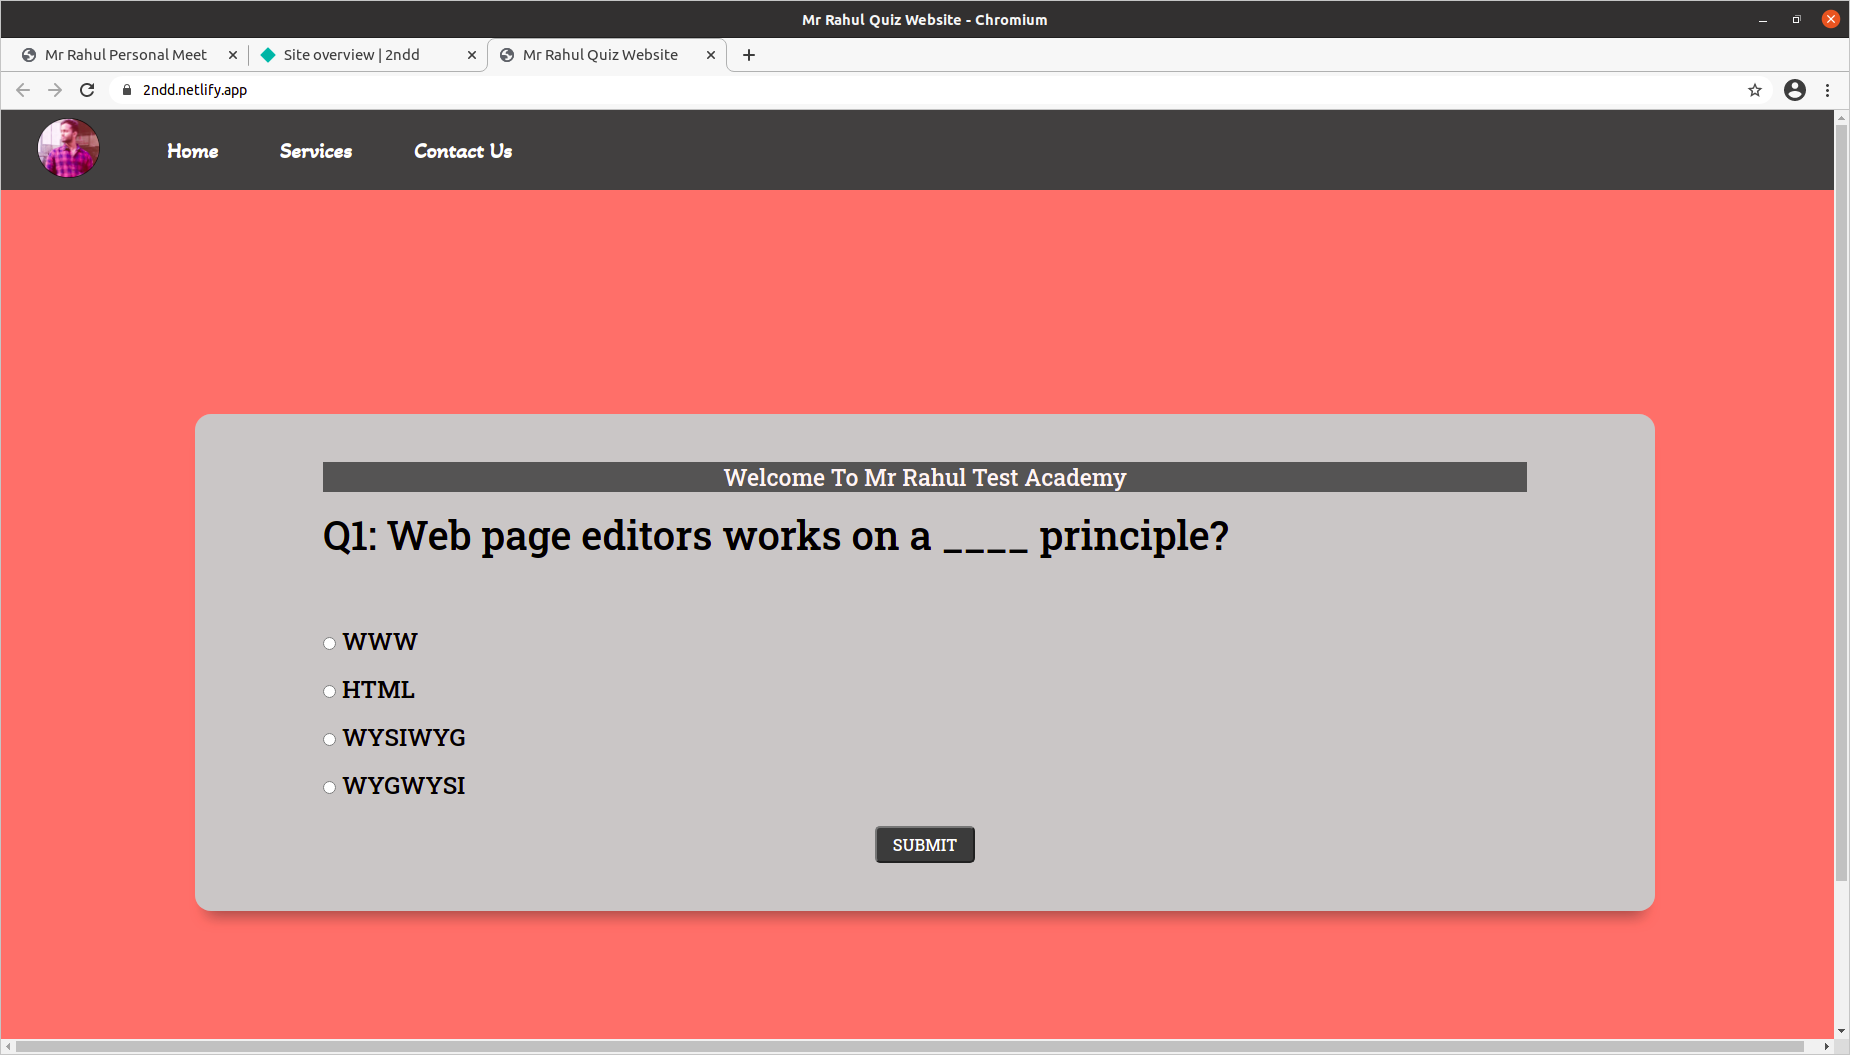 Mr Rahul Quiz Website - Chromium
Mr Rahul Personal Meet
Site overview | 2ndd
Mr Rahul Quiz Website
2ndd.netlify.app
Home
Services
Contact Us
Welcome To Mr Rahul Test Academy
Q1: Web page editors works on a ____ principle?
WWW
HTML
WYSIWYG
WYGWYSI
SUBMIT